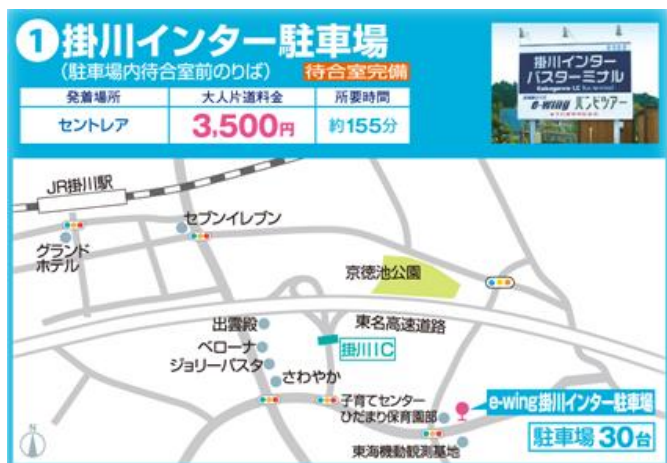 1 掛川インター駐車場
(駐車場内待合室前のりば) 待合室完備
発着場所 大人片道料金 所要時間
セントレア 3,500円 約155分
掛川インター
バスターミナル
e-wing バンビツアー
JR掛川駅
セブンイレブン
グランド
ホテル
京徳池公園
出雲殿
東名高速道路
ベローナ
掛川IC
ジョリーパスタ
さわやか
子育てセンター
ひだまり保育園部
e-wing掛川インター駐車場
駐車場 30台
東海機動観測基地
N